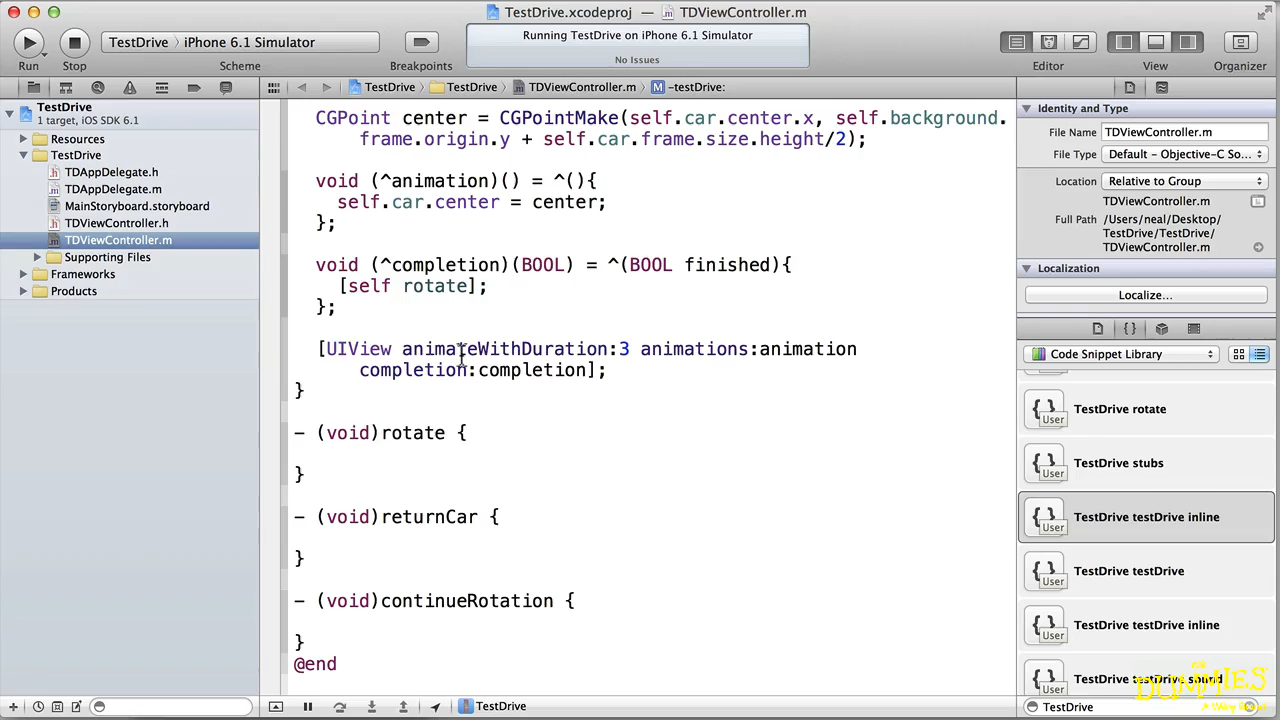 TestDrive.xcodeproj — TDViewController.m
Run
Stop
TestDrive
iPhone 6.1 Simulator
Scheme
Breakpoints
Running TestDrive on iPhone 6.1 Simulator
No Issues
Editor
View
Organizer
TestDrive
TestDrive
TDViewController.m
M
-testDrive:
TestDrive
1 target, iOS SDK 6.1
Resources
TestDrive
TDAppDelegate.h
TDAppDelegate.m
MainStoryboard.storyboard
TDViewController.h
TDViewController.m
Supporting Files
Frameworks
Products
CGPoint center = CGPointMake(self.car.center.x, self.background.
frame.origin.y + self.car.frame.size.height/2);
void (^animation)() = ^(){
self.car.center = center;
};
void (^completion)(BOOL) = ^(BOOL finished){
[self rotate];
};
[UIView animateWithDuration:3 animations:animation
completion:completion];
}
- (void)rotate {
}
- (void)returnCar {
}
- (void)continueRotation {
}
@end
TestDrive
Identity and Type
File Name TDViewController.m
File Type Default - Objective-C So...
Location Relative to Group
TDViewController.m
Full Path /Users/neal/Desktop/
TestDrive/TestDrive/
TDViewController.m
Localization
Localize...
Code Snippet Library
{} User TestDrive rotate
{} User TestDrive stubs
{} User TestDrive testDrive inline
{} User TestDrive testDrive
{} User TestDrive testDrive inline
{} User TestDrive testDrive sound
TestDrive
DUMMIES